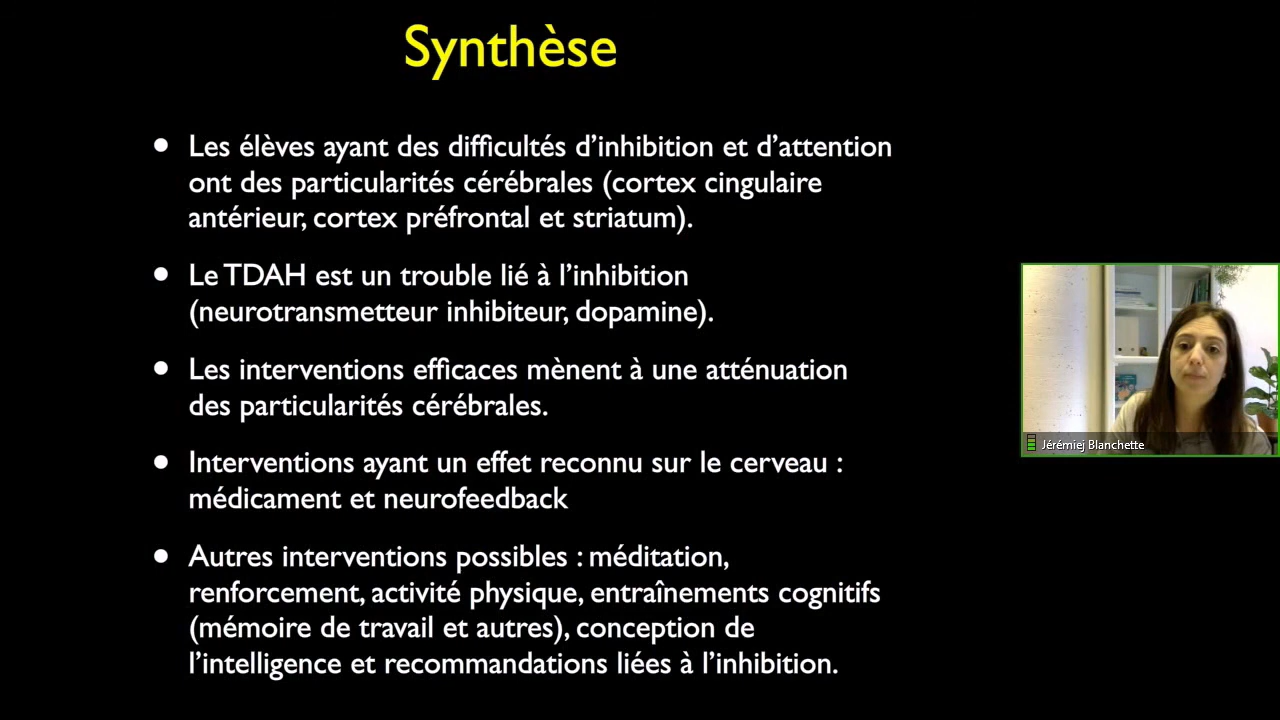 Synthèse
• Les élèves ayant des difficultés d’inhibition et d’attention
ont des particularités cérébrales (cortex cingulaire
antérieur, cortex préfrontal et striatum).
• Le TDAH est un trouble lié à l’inhibition
(neurotransmetteur inhibiteur, dopamine).
• Les interventions efficaces mènent à une atténuation
des particularités cérébrales.
• Interventions ayant un effet reconnu sur le cerveau :
médicament et neurofeedback
• Autres interventions possibles : méditation,
renforcement, activité physique, entraînements cognitifs
(mémoire de travail et autres), conception de
l’intelligence et recommandations liées à l’inhibition.
Jérémiej Blanchette